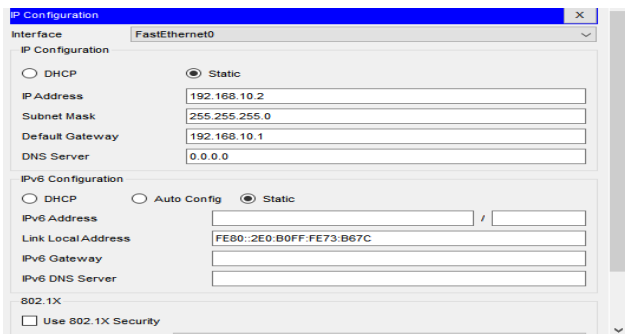 IP Configuration X
Interface FastEthernet0
IP Configuration
DHCP Static
IP Address 192.168.10.2
Subnet Mask 255.255.255.0
Default Gateway 192.168.10.1
DNS Server 0.0.0.0
IPv6 Configuration
DHCP Auto Config Static
IPv6 Address /
Link Local Address FE80::2E0:B0FF:FE73:B67C
IPv6 Gateway
IPv6 DNS Server
802.1X
Use 802.1X Security